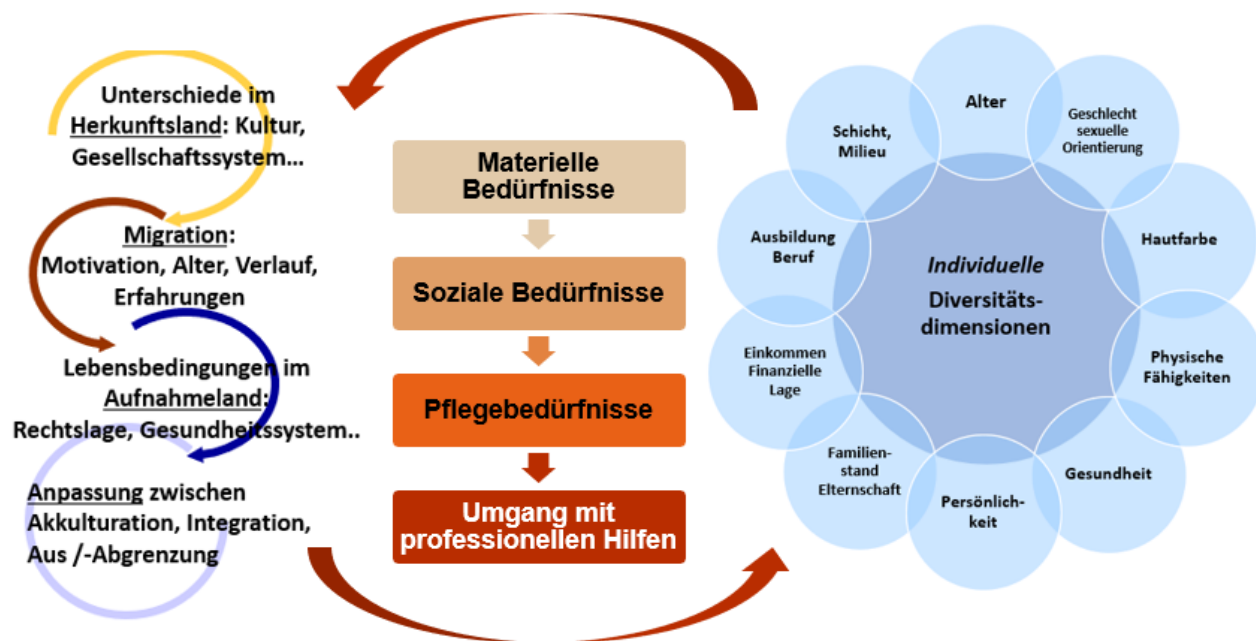 Unterschiede im
Herkunftsland: Kultur,
Gesellschaftssystem...
Migration:
Motivation, Alter, Verlauf,
Erfahrungen
Lebensbedingungen im
Aufnahmeland:
Rechtslage, Gesundheitssystem..
Anpassung zwischen
Akkulturation, Integration,
Aus /-Abgrenzung
Materielle
Bedürfnisse
Soziale Bedürfnisse
Pflegebedürfnisse
Umgang mit
professionellen Hilfen
Individuelle
Diversitäts-
dimensionen
Alter
Geschlecht
sexuelle
Orientierung
Hautfarbe
Physische
Fähigkeiten
Gesundheit
Persönlich-
keit
Familien-
stand
Elternschaft
Einkommen
Finanzielle
Lage
Ausbildung
Beruf
Schicht,
Milieu